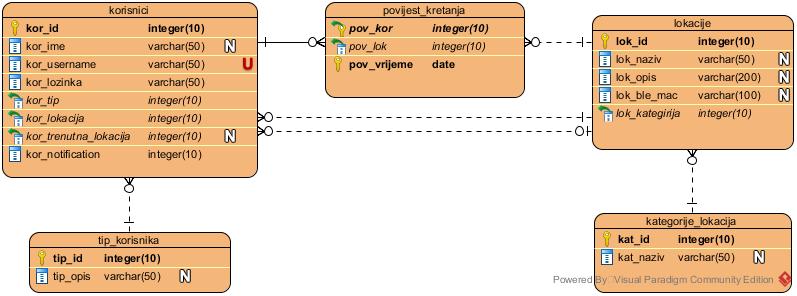 korisnici
kor_id integer(10)
kor_ime varchar(50) N
kor_username varchar(50) U
kor_lozinka varchar(50)
kor_tip integer(10)
kor_lokacija integer(10)
kor_trenutna_lokacija integer(10) N
kor_notification integer(10)
povijest_kretanja
pov_kor integer(10)
pov_lok integer(10)
pov_vrijeme date
lokacije
lok_id integer(10)
lok_naziv varchar(50) N
lok_opis varchar(200) N
lok_ble_mac varchar(100) N
lok_kategirija integer(10)
tip_korisnika
tip_id integer(10)
tip_opis varchar(50) N
kategorije_lokacija
kat_id integer(10)
kat_naziv varchar(50) N
Powered By Visual Paradigm Community Edition